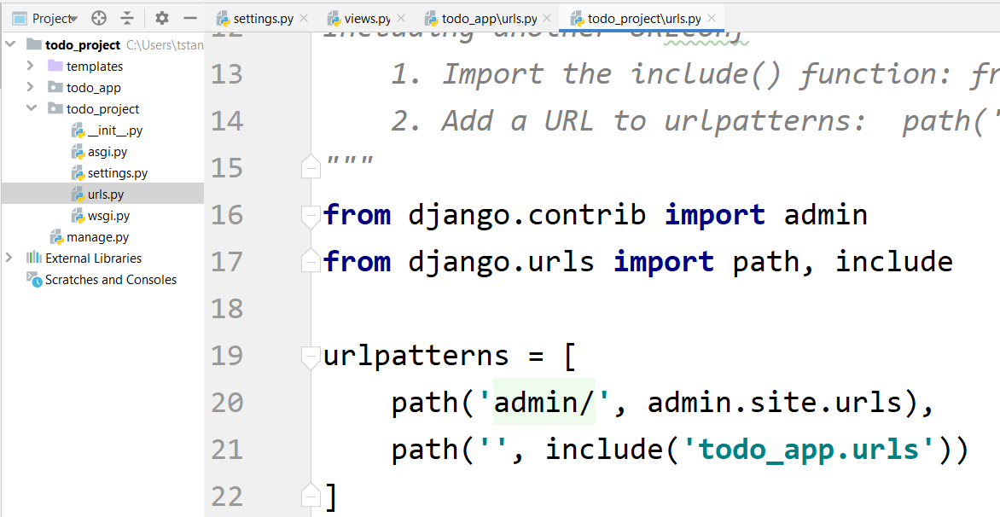 Project
settings.py
views.py
todo_app\urls.py
todo_project\urls.py
todo_project C:\Users\tstan
templates
todo_app
todo_project
__init__.py
asgi.py
settings.py
urls.py
wsgi.py
manage.py
External Libraries
Scratches and Consoles
12 Including another URLconf
13 1. Import the include() function: fr
14 2. Add a URL to urlpatterns: path('
15 """
16 from django.contrib import admin
17 from django.urls import path, include
18
19 urlpatterns = [
20 path('admin/', admin.site.urls),
21 path('', include('todo_app.urls'))
22 ]